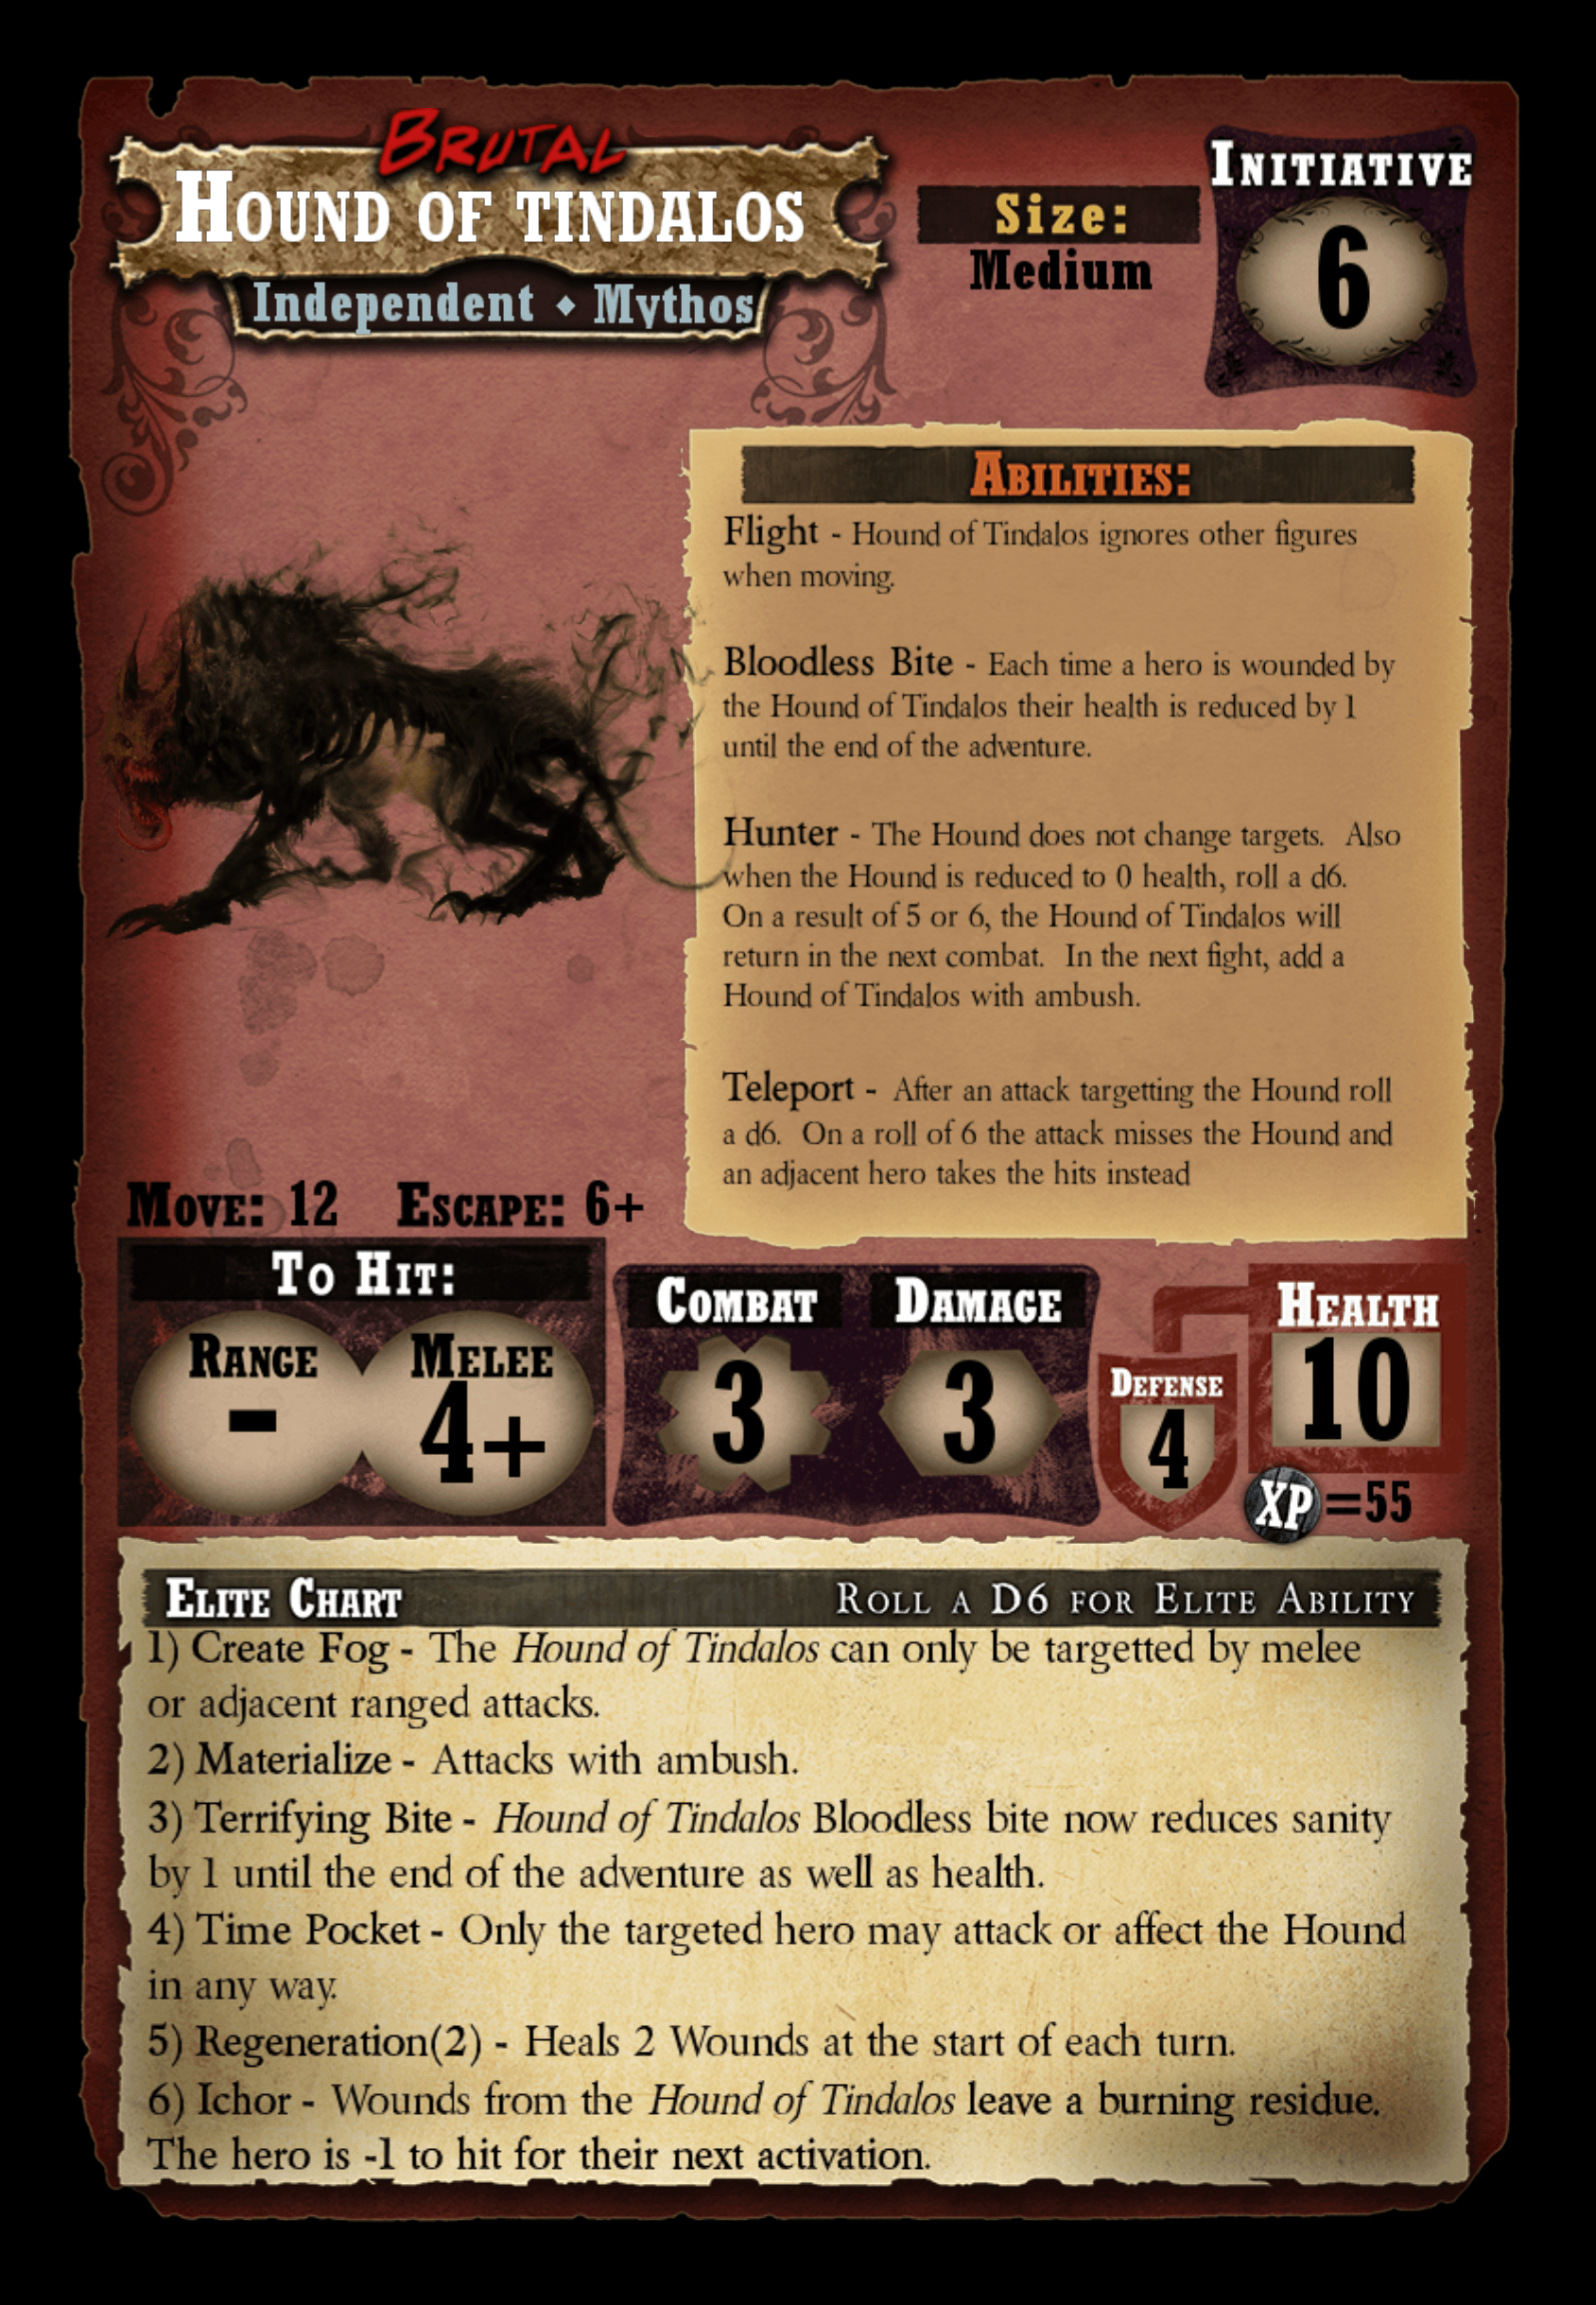 Brutal
Hound of tindalos
Independent • Mythos
Size:
Medium
Initiative
6
Abilities:
Flight - Hound of Tindalos ignores other figures
when moving.
Bloodless Bite - Each time a hero is wounded by
the Hound of Tindalos their health is reduced by 1
until the end of the adventure.
Hunter - The Hound does not change targets. Also
when the Hound is reduced to 0 health, roll a d6.
On a result of 5 or 6, the Hound of Tindalos will
return in the next combat. In the next fight, add a
Hound of Tindalos with ambush.
Teleport - After an attack targetting the Hound roll
a d6. On a roll of 6 the attack misses the Hound and
an adjacent hero takes the hits instead
Move: 12 Escape: 6+
To Hit:
Range
-
Melee
4+
Combat
3
Damage
3
Defense
4
Health
10
XP=55
Elite Chart Roll a D6 for Elite Ability
1) Create Fog - The Hound of Tindalos can only be targetted by melee
or adjacent ranged attacks.
2) Materialize - Attacks with ambush.
3) Terrifying Bite - Hound of Tindalos Bloodless bite now reduces sanity
by 1 until the end of the adventure as well as health.
4) Time Pocket - Only the targeted hero may attack or affect the Hound
in any way.
5) Regeneration(2) - Heals 2 Wounds at the start of each turn.
6) Ichor - Wounds from the Hound of Tindalos leave a burning residue.
The hero is -1 to hit for their next activation.